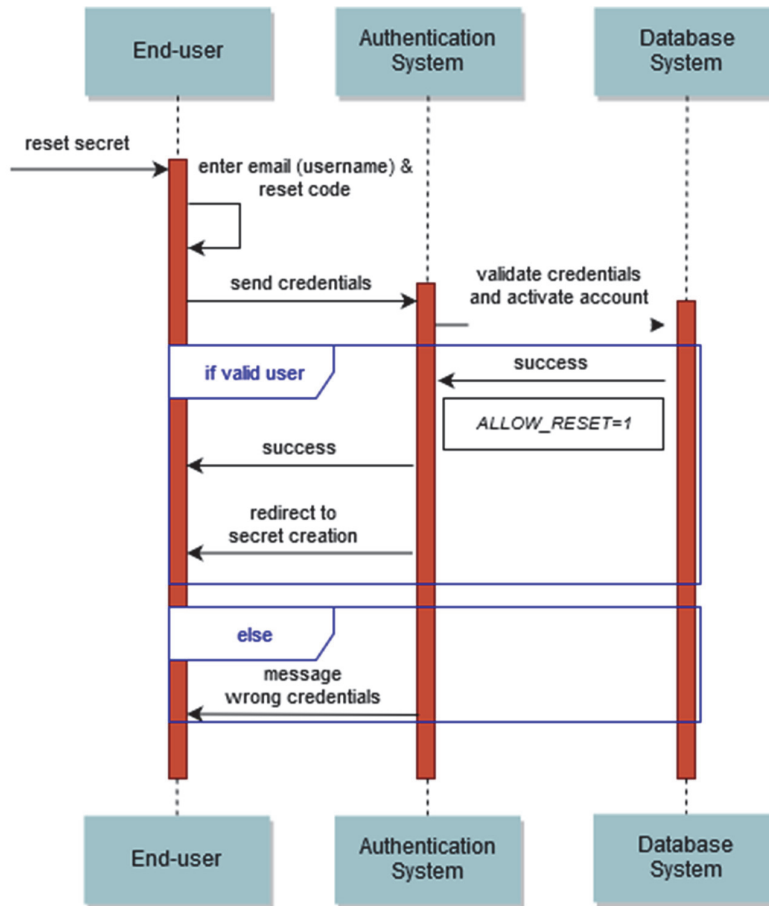 End-user
Authentication
System
Database
System
reset secret
enter email (username) &
reset code
send credentials
validate credentials
and activate account
if valid user
success
ALLOW_RESET=1
success
redirect to
secret creation
else
message
wrong credentials
End-user
Authentication
System
Database
System